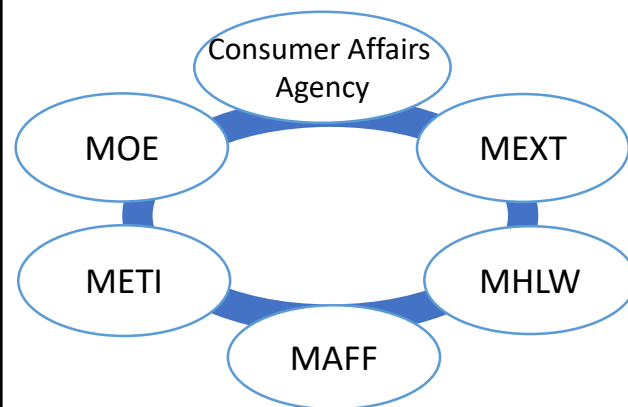 Consumer Affairs
Agency
MOE
MEXT
METI
MHLW
MAFF